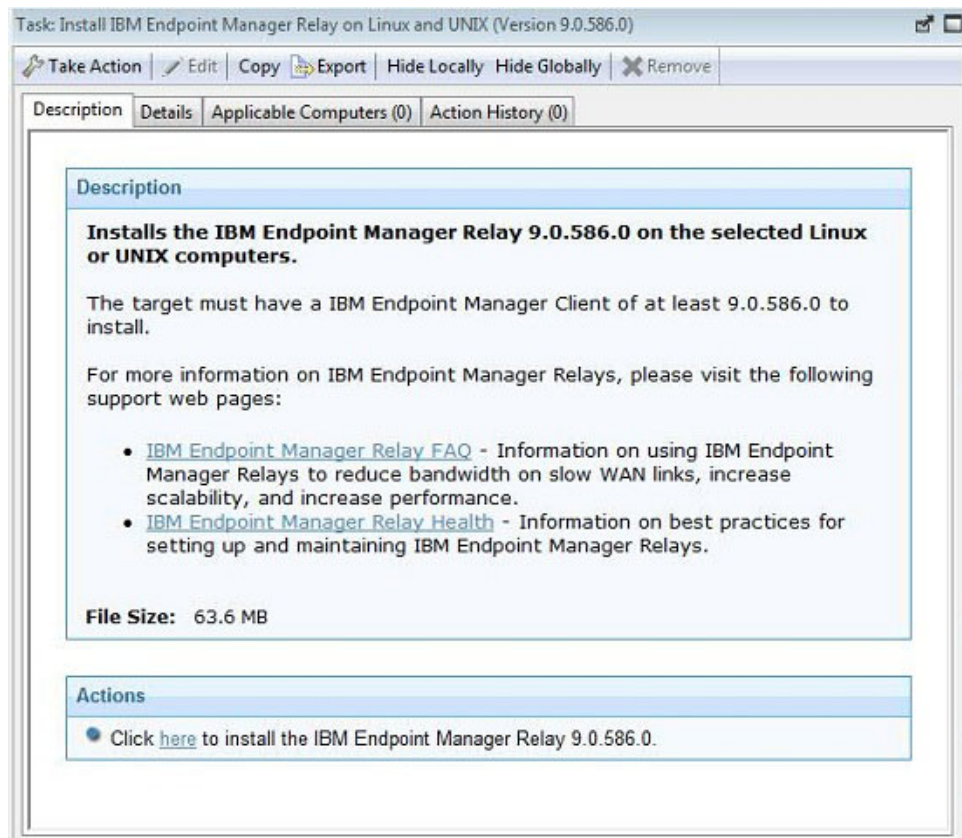 Task: Install IBM Endpoint Manager Relay on Linux and UNIX (Version 9.0.586.0)
Take Action Edit Copy Export Hide Locally Hide Globally Remove
Description Details Applicable Computers (0) Action History (0)
Description
Installs the IBM Endpoint Manager Relay 9.0.586.0 on the selected Linux
or UNIX computers.
The target must have a IBM Endpoint Manager Client of at least 9.0.586.0 to
install.
For more information on IBM Endpoint Manager Relays, please visit the following
support web pages:
• IBM Endpoint Manager Relay FAQ - Information on using IBM Endpoint
Manager Relays to reduce bandwidth on slow WAN links, increase
scalability, and increase performance.
• IBM Endpoint Manager Relay Health - Information on best practices for
setting up and maintaining IBM Endpoint Manager Relays.
File Size: 63.6 MB
Actions
Click here to install the IBM Endpoint Manager Relay 9.0.586.0.